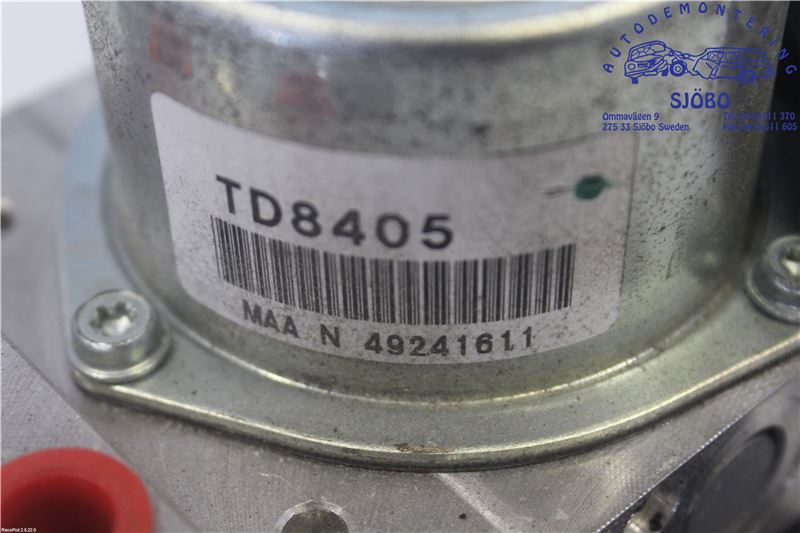 AUTODEMONTERING
SJÖBO
Ommavägen 9
275 33 Sjöbo Sweden
TD8405
MAA N 49241611